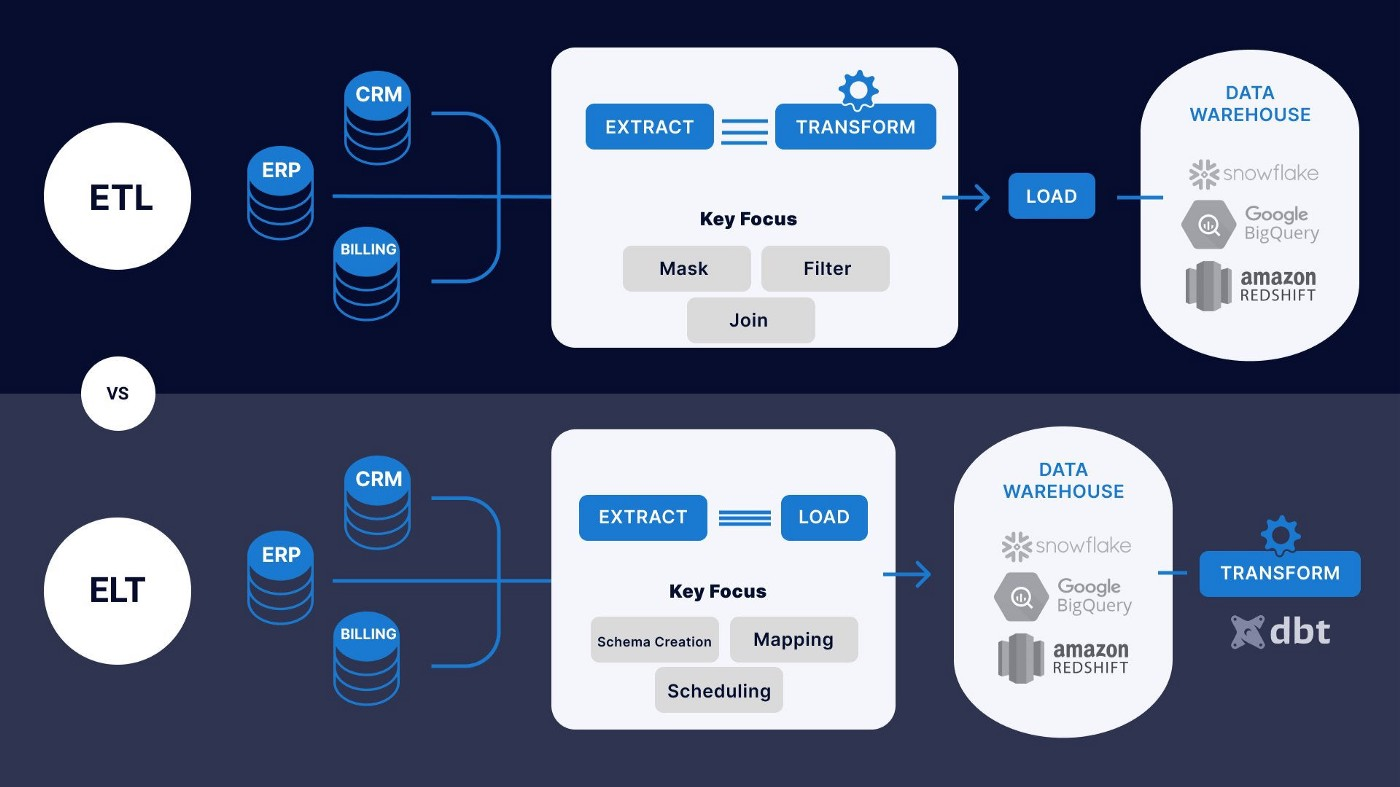 ETL
CRM
ERP
BILLING
EXTRACT
TRANSFORM
Key Focus
Mask
Filter
Join
LOAD
DATA
WAREHOUSE
snowflake
Google
BigQuery
amazon
REDSHIFT
VS
ELT
CRM
ERP
BILLING
EXTRACT
LOAD
Key Focus
Schema Creation
Mapping
Scheduling
DATA
WAREHOUSE
snowflake
Google
BigQuery
amazon
REDSHIFT
TRANSFORM
dbt